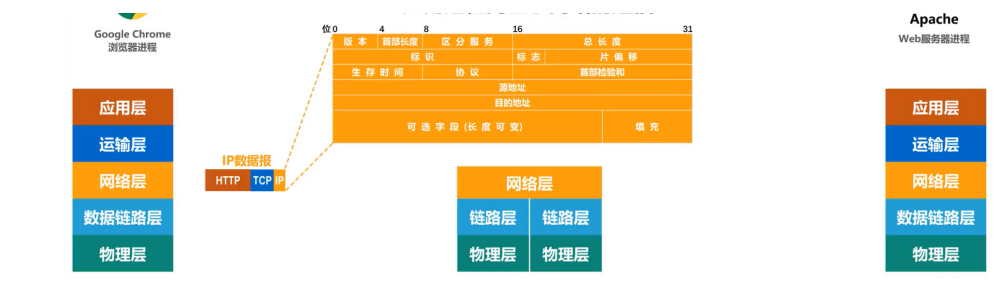 Google Chrome
浏览器进程
应用层
运输层
网络层
数据链路层
物理层
IP数据报
HTTP TCP IP
位 0 4 8 16 31
版本 首部长度 区分服务 总长度
标识 标志 片偏移
生存时间 协议 首部检验和
源地址
目的地址
可选字段(长度可变) 填充
网络层
链路层 链路层
物理层 物理层
Apache
Web服务器进程
应用层
运输层
网络层
数据链路层
物理层